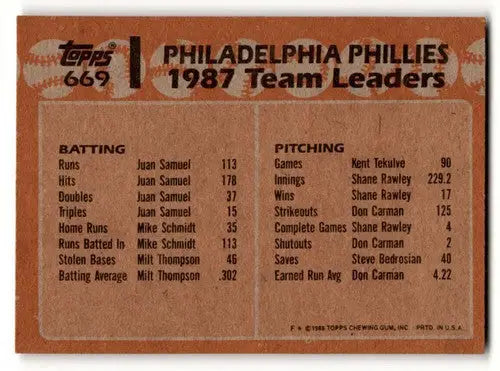 Topps
669
PHILADELPHIA PHILLIES
1987 Team Leaders
BATTING
Runs Juan Samuel 113
Hits Juan Samuel 178
Doubles Juan Samuel 37
Triples Juan Samuel 15
Home Runs Mike Schmidt 35
Runs Batted In Mike Schmidt 113
Stolen Bases Milt Thompson 46
Batting Average Milt Thompson .302
PITCHING
Games Kent Tekulve 90
Innings Shane Rawley 229.2
Wins Shane Rawley 17
Strikeouts Don Carman 125
Complete Games Shane Rawley 4
Shutouts Don Carman 2
Saves Steve Bedrosian 40
Earned Run Avg Don Carman 4.22
F * ©1988 TOPPS CHEWING GUM, INC. PRTD. IN U.S.A.